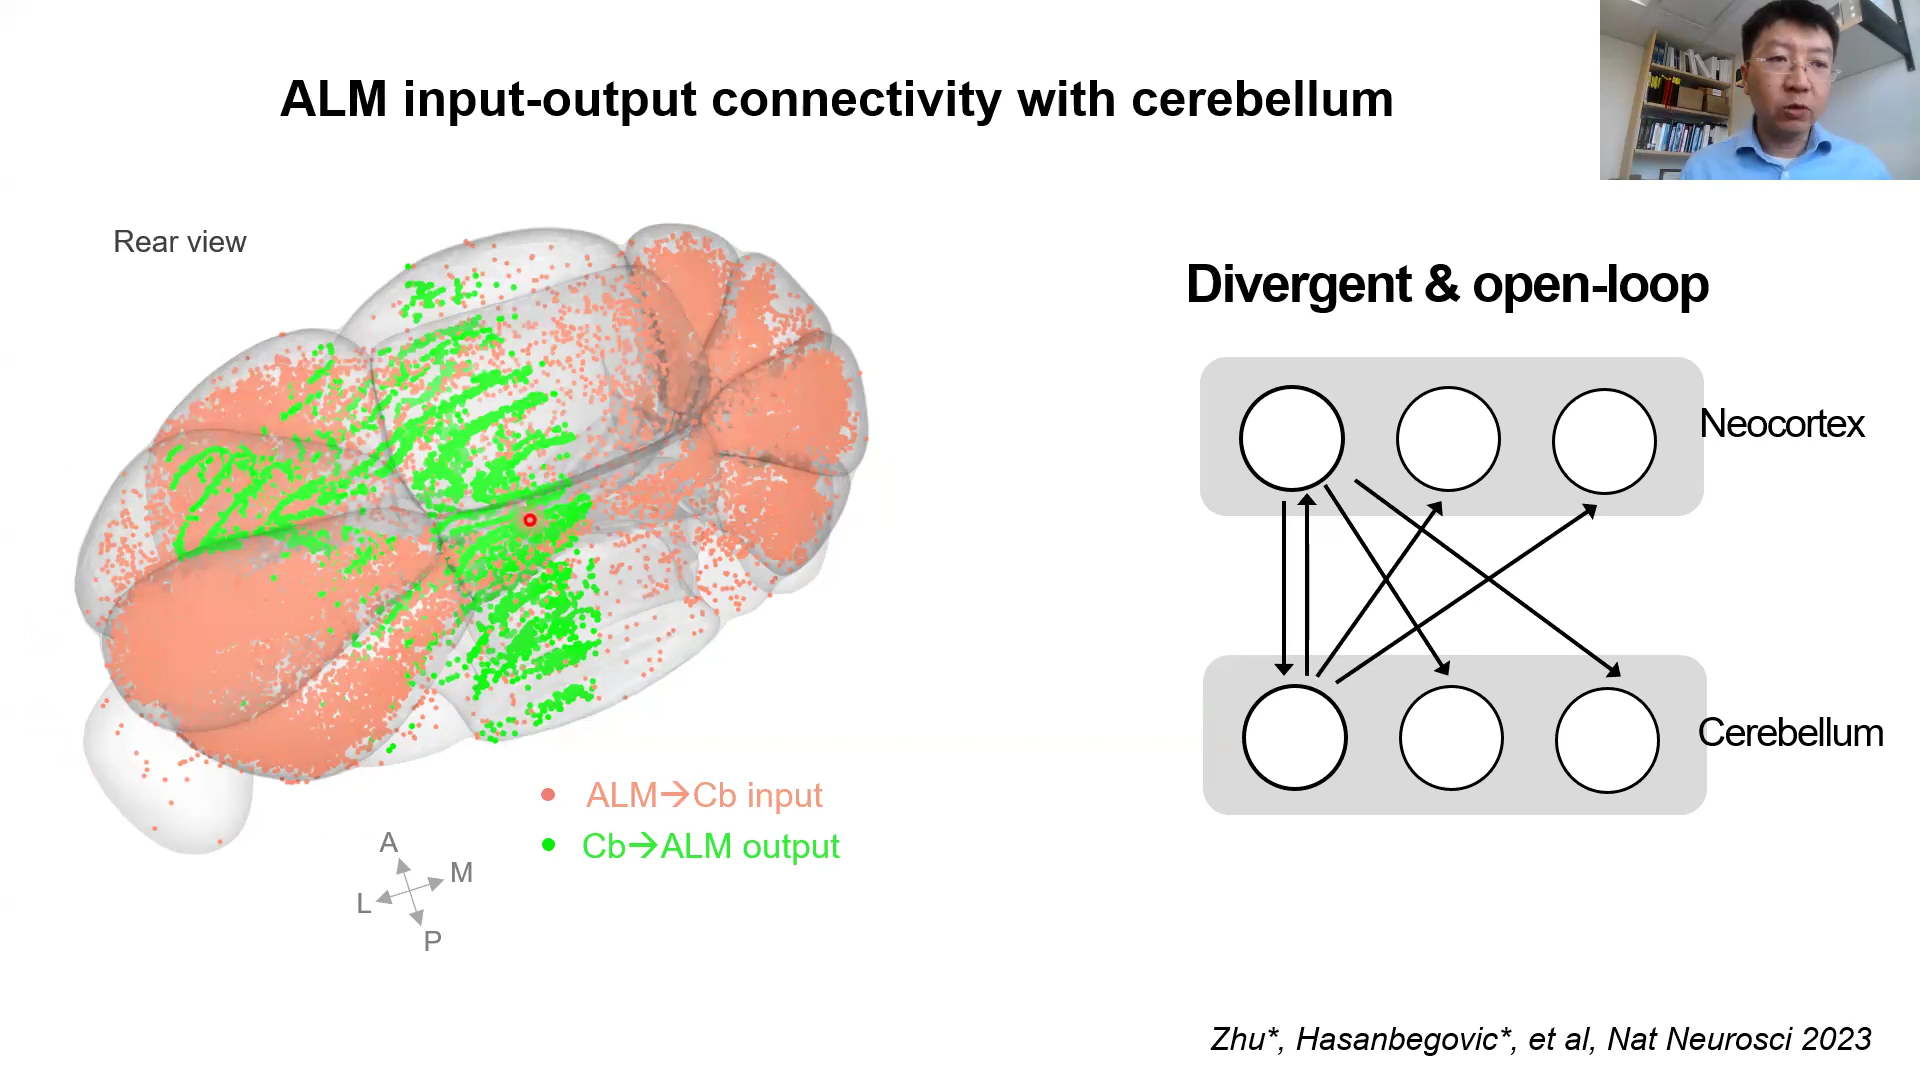 ALM input-output connectivity with cerebellum
Rear view
Divergent & open-loop
Neocortex
Cerebellum
ALM→Cb input
Cb→ALM output
A
M
L
P
Zhu*, Hasanbegovic*, et al, Nat Neurosci 2023